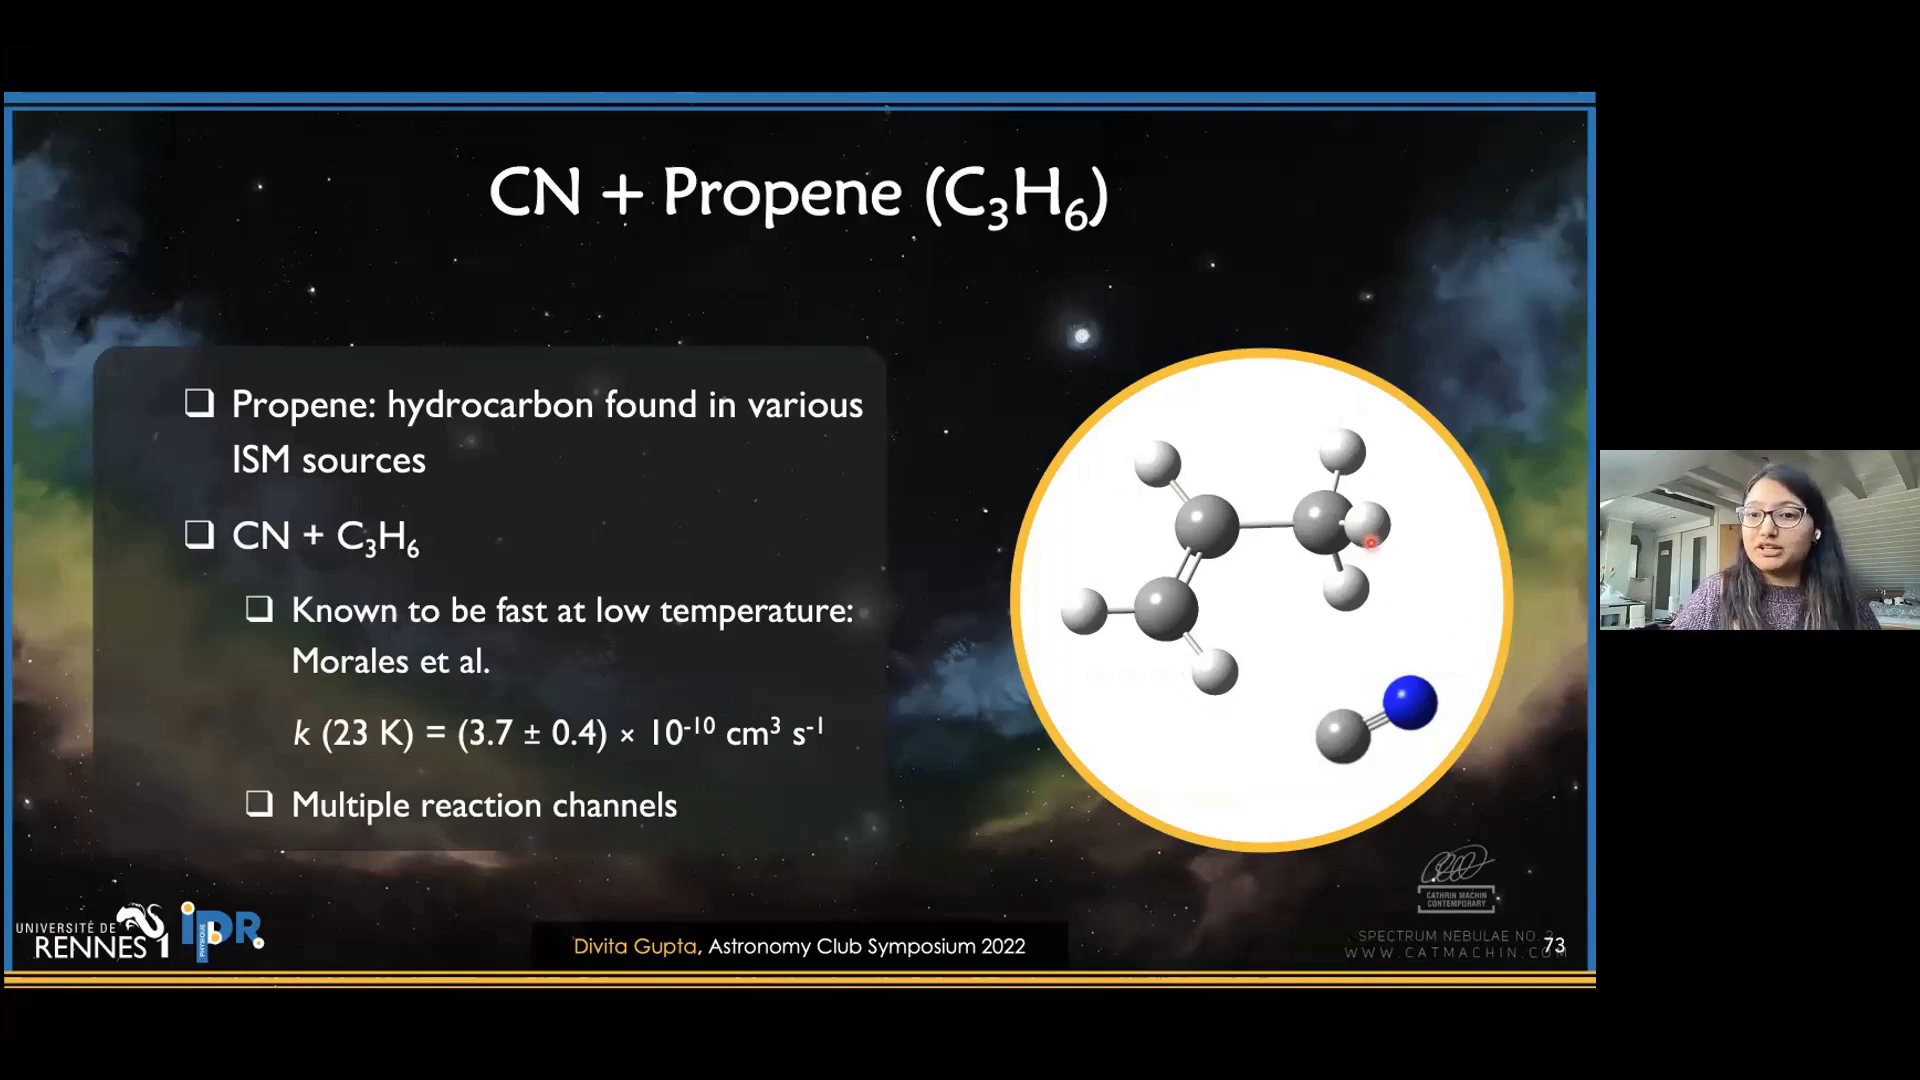 CN + Propene (C₃H₆)
❑ Propene: hydrocarbon found in various
ISM sources
❑ CN + C₃H₆
❑ Known to be fast at low temperature:
Morales et al.
k (23 K) = (3.7 ± 0.4) × 10⁻¹⁰ cm³ s⁻¹
❑ Multiple reaction channels
CATHRIN MACHIN
CONTEMPORARY
UNIVERSITÉ DE
RENNES 1
IPR
PHYSIQUE
Divita Gupta, Astronomy Club Symposium 2022
SPECTRUM NEBULAE NO.
WWW.CATMACHIN.COM
73